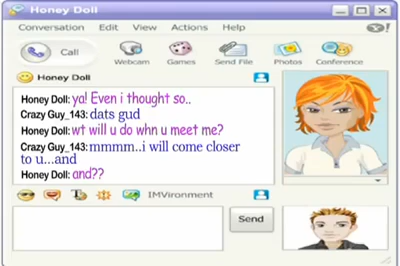 Honey Doll
Conversation Edit View Actions Help
Y!
Call Webcam Games Send File Photos Conference
Honey Doll
Honey Doll: ya! Even i thought so..
Crazy Guy_143: dats gud
Honey Doll: wt will u do whn u meet me?
Crazy Guy_143: mmmm..i will come closer
to u...and
Honey Doll: and??
IMVironment
Send